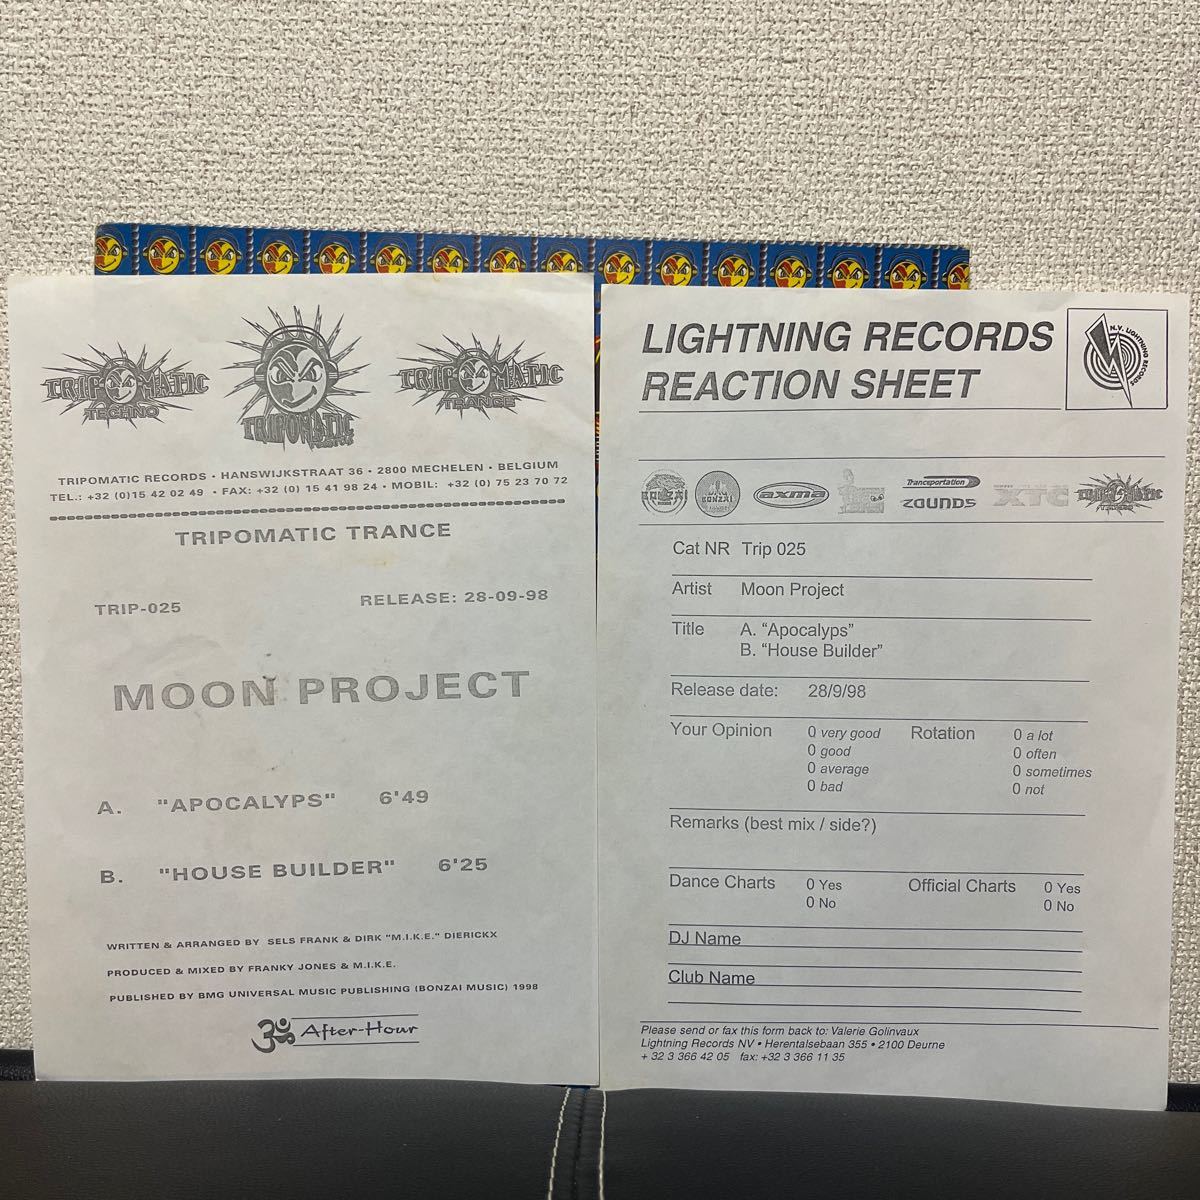 TRIPOMATIC
TECHNO
TRIPOMATIC
TRIPOMATIC
TRANCE
TRIPOMATIC RECORDS • HANSWIJKSTRAAT 36 • 2800 MECHELEN • BELGIUM
TEL.: +32 (0)15 42 02 49 • FAX: +32 (0) 15 41 98 24 • MOBIL: +32 (0) 75 23 70 72
TRIPOMATIC TRANCE
TRIP-025 RELEASE: 28-09-98
MOON PROJECT
A. "APOCALYPS" 6'49
B. "HOUSE BUILDER" 6'25
WRITTEN & ARRANGED BY SELS FRANK & DIRK "M.I.K.E." DIERICKX
PRODUCED & MIXED BY FRANKY JONES & M.I.K.E.
PUBLISHED BY BMG UNIVERSAL MUSIC PUBLISHING (BONZAI MUSIC) 1998
After-Hour
LIGHTNING RECORDS
REACTION SHEET
N.V. LIGHTNING RECORDS
BONZAI
BONZAI
axma
Transportation
ZOUNDS
XTC
TRIPOMATIC
Cat NR Trip 025
Artist Moon Project
Title A. “Apocalyps”
B. “House Builder”
Release date: 28/9/98
Your Opinion 0 very good Rotation 0 a lot
0 good 0 often
0 average 0 sometimes
0 bad 0 not
Remarks (best mix / side?)
Dance Charts 0 Yes Official Charts 0 Yes
0 No 0 No
DJ Name
Club Name
Please send or fax this form back to: Valerie Golinvaux
Lightning Records NV • Herentalsebaan 355 • 2100 Deurne
+ 32 3 366 42 05 fax: +32 3 366 11 35